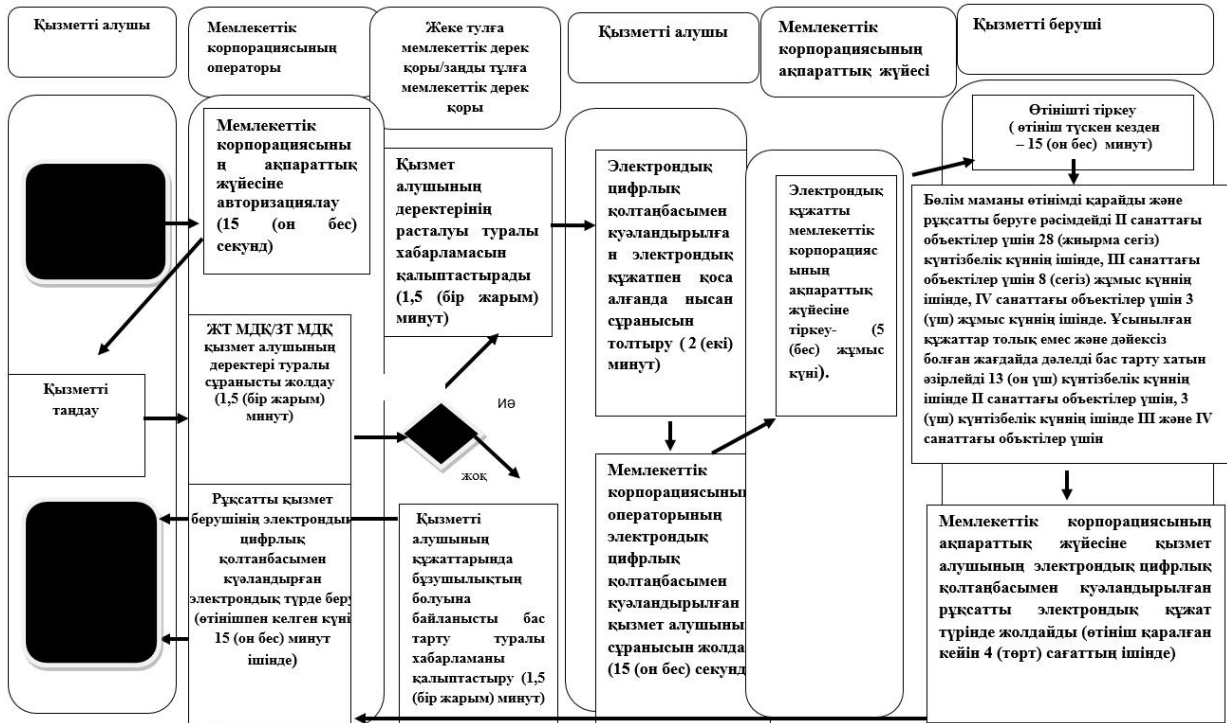 Қызметті алушы
Мемлекеттік
корпорациясының
операторы
Жеке тулға
мемлекеттік дерек
қоры/заңды тұлға
мемлекеттік дерек
қоры
Қызметті алушы
Мемлекеттік
корпорациясының
ақпараттық жүйесі
Қызметті беруші
Мемлекеттік
корпорациясыны
ң ақпараттық
жүйесіне
авторизациялау
(15 (он бес)
секунд)
Қызметті
таңдау
ЖТ МДҚ/ЗТ МДҚ
қызмет алушының
деректері туралы
сұранысты жолдау
(1,5 (бір жарым)
минут)
Қызмет
алушының
деректерінің
расталуы туралы
хабарламасын
қалыптастырады
(1,5 (бір жарым)
минут)
ИӘ
жоқ
Қызметті
алушының
құжаттарында
бұзушылықтың
болуына
байланысты бас
тарту туралы
хабарламаны
қалыптастыру (1,5
(бір жарым) минут)
Электрондық
цифрлық
қолтаңбасымен
куәландырылға
н электрондық
құжатпен қоса
алғанда нысан
сұранысын
толтыру ( 2 (екі)
минут)
Мемлекеттік
корпорациясының
операторының
электрондық
цифрлық
қолтаңбасымен
куәландырылған
қызмет алушыны
сұранысын жолда
(15 (он бес) секунд
Электрондық
құжатты
мемлекеттік
корпорацияс
ының
ақпараттық
жүйесіне
тіркеу- (5
(бес) жұмыс
күні).
Өтінішті тіркеу
( өтініш түскен кезден
– 15 (он бес) минут)
Бөлім маманы өтінімді қарайды және
рұқсатты беруге рәсімдейді II санаттағы
объектілер үшін 28 (жиырма сегіз)
күнтізбелік күннің ішінде, III санаттағы
объектілер үшін 8 (сегіз) жұмыс күннің
ішінде, IV санаттағы объектілер үшін 3
(үш) жұмыс күннің ішінде. Ұсынылған
құжаттар толық емес және дәйексіз
болған жағдайда дәлелді бас тарту хатын
әзірлейді 13 (он үш) күнтізбелік күннің
ішінде II санаттағы объектілер үшін, 3
(үш) күнтізбелік күннің ішінде III және IV
санаттағы объктілер үшін
Мемлекеттік корпорациясының
ақпараттық жүйесіне қызмет
алушының электрондық цифрлық
қолтаңбасымен куәландырылған
рұқсатты электрондық құжат
түрінде жолдайды (өтініш қаралған
кейін 4 (төрт) сағаттың ішінде)
Рұқсатты қызмет
берушінің электронды
цифрлық
қолтанбасымен
куәландырған
электрондық түрде беру
(өтінішпен келген күні
15 (он бес) минут
ішінде)